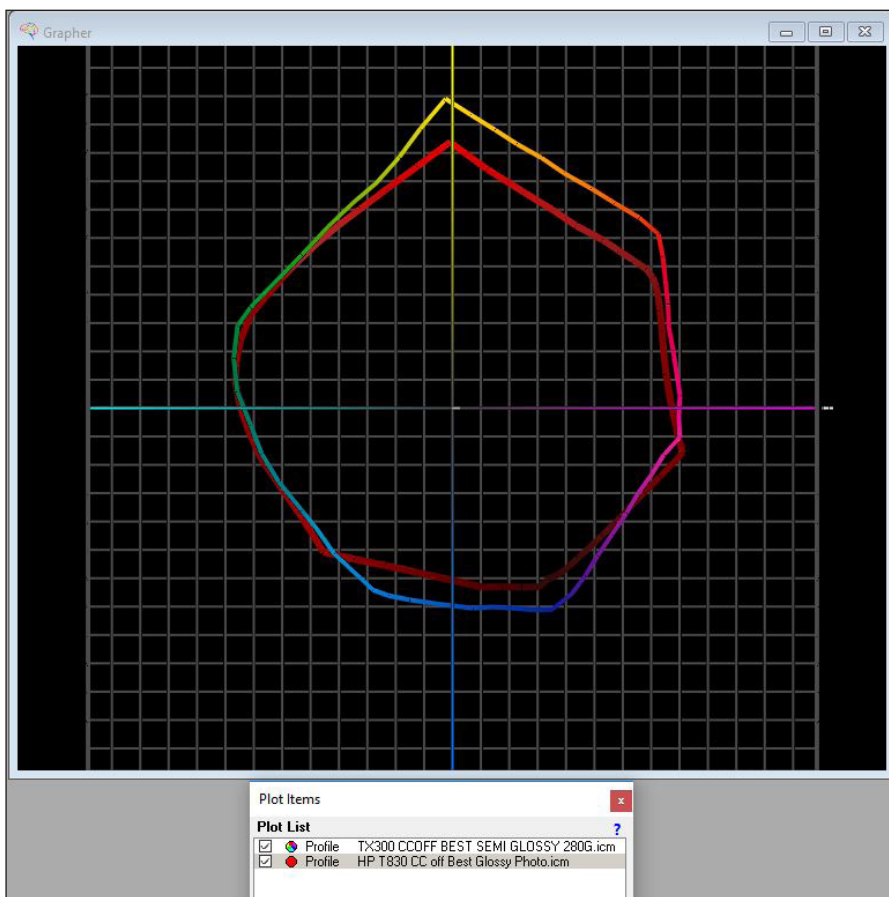 Grapher
Plot Items
Plot List
?
Profile TX300 CCOFF BEST SEMI GLOSSY 280G.icm
Profile HP T830 CC off Best Glossy Photo.icm